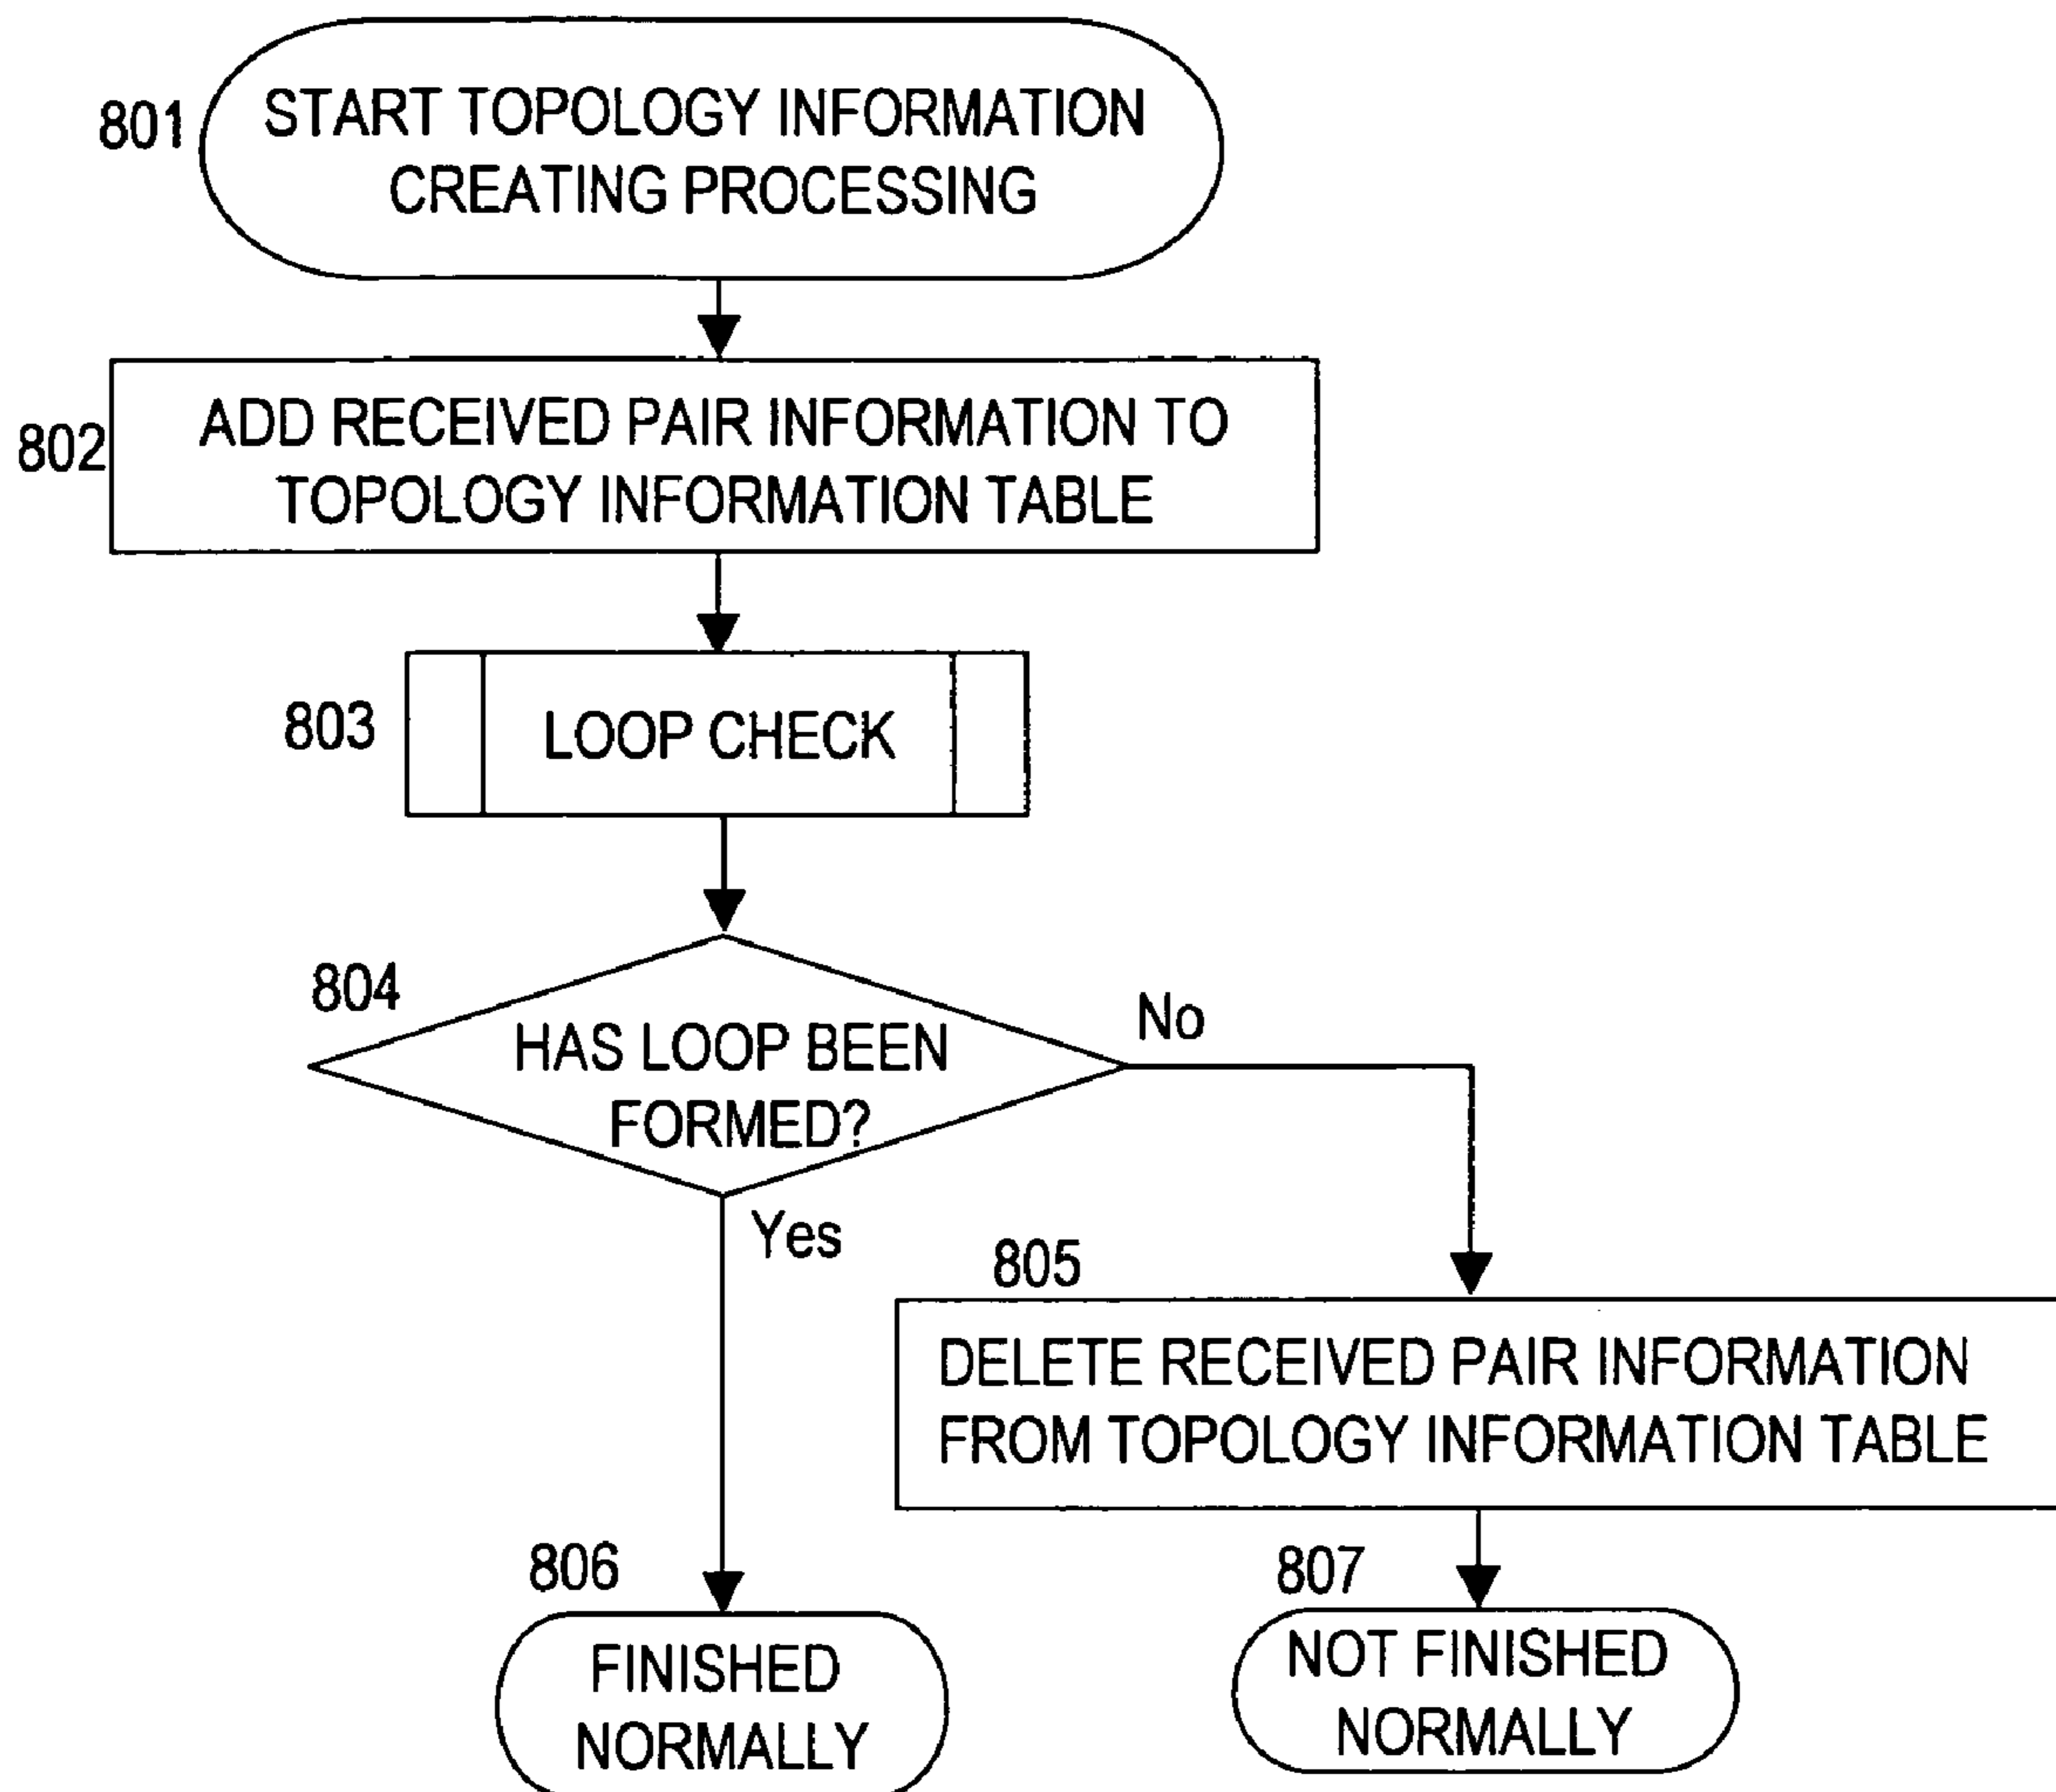 801
START TOPOLOGY INFORMATION
CREATING PROCESSING
802
ADD RECEIVED PAIR INFORMATION TO
TOPOLOGY INFORMATION TABLE
803
LOOP CHECK
804
HAS LOOP BEEN
FORMED?
No
Yes
805
DELETE RECEIVED PAIR INFORMATION
FROM TOPOLOGY INFORMATION TABLE
806
FINISHED
NORMALLY
807
NOT FINISHED
NORMALLY